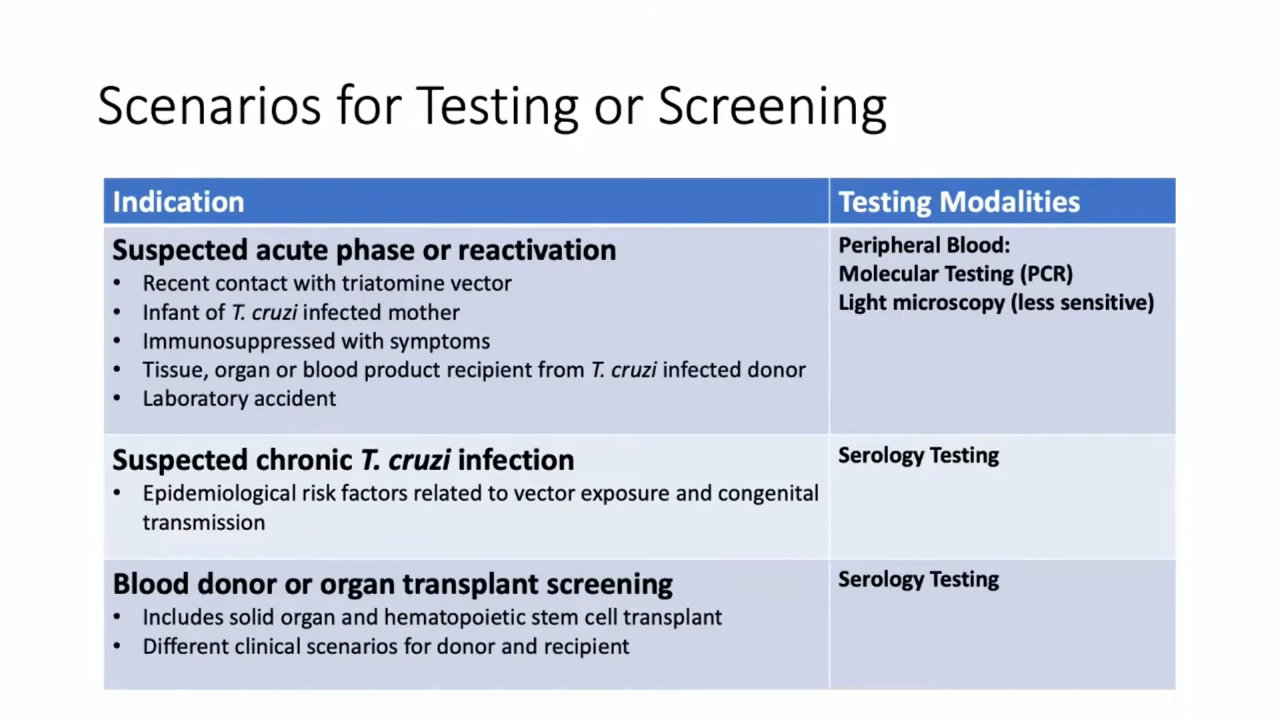 Scenarios for Testing or Screening
Indication
Testing Modalities
Suspected acute phase or reactivation
• Recent contact with triatomine vector
• Infant of T. cruzi infected mother
• Immunosuppressed with symptoms
• Tissue, organ or blood product recipient from T. cruzi infected donor
• Laboratory accident
Peripheral Blood:
Molecular Testing (PCR)
Light microscopy (less sensitive)
Suspected chronic T. cruzi infection
• Epidemiological risk factors related to vector exposure and congenital
transmission
Serology Testing
Blood donor or organ transplant screening
• Includes solid organ and hematopoietic stem cell transplant
• Different clinical scenarios for donor and recipient
Serology Testing